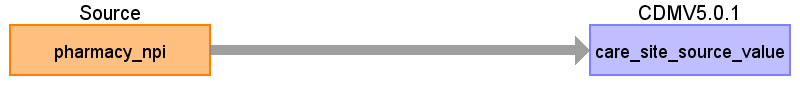 Source
CDMV5.0.1
pharmacy_npi
care_site_source_value